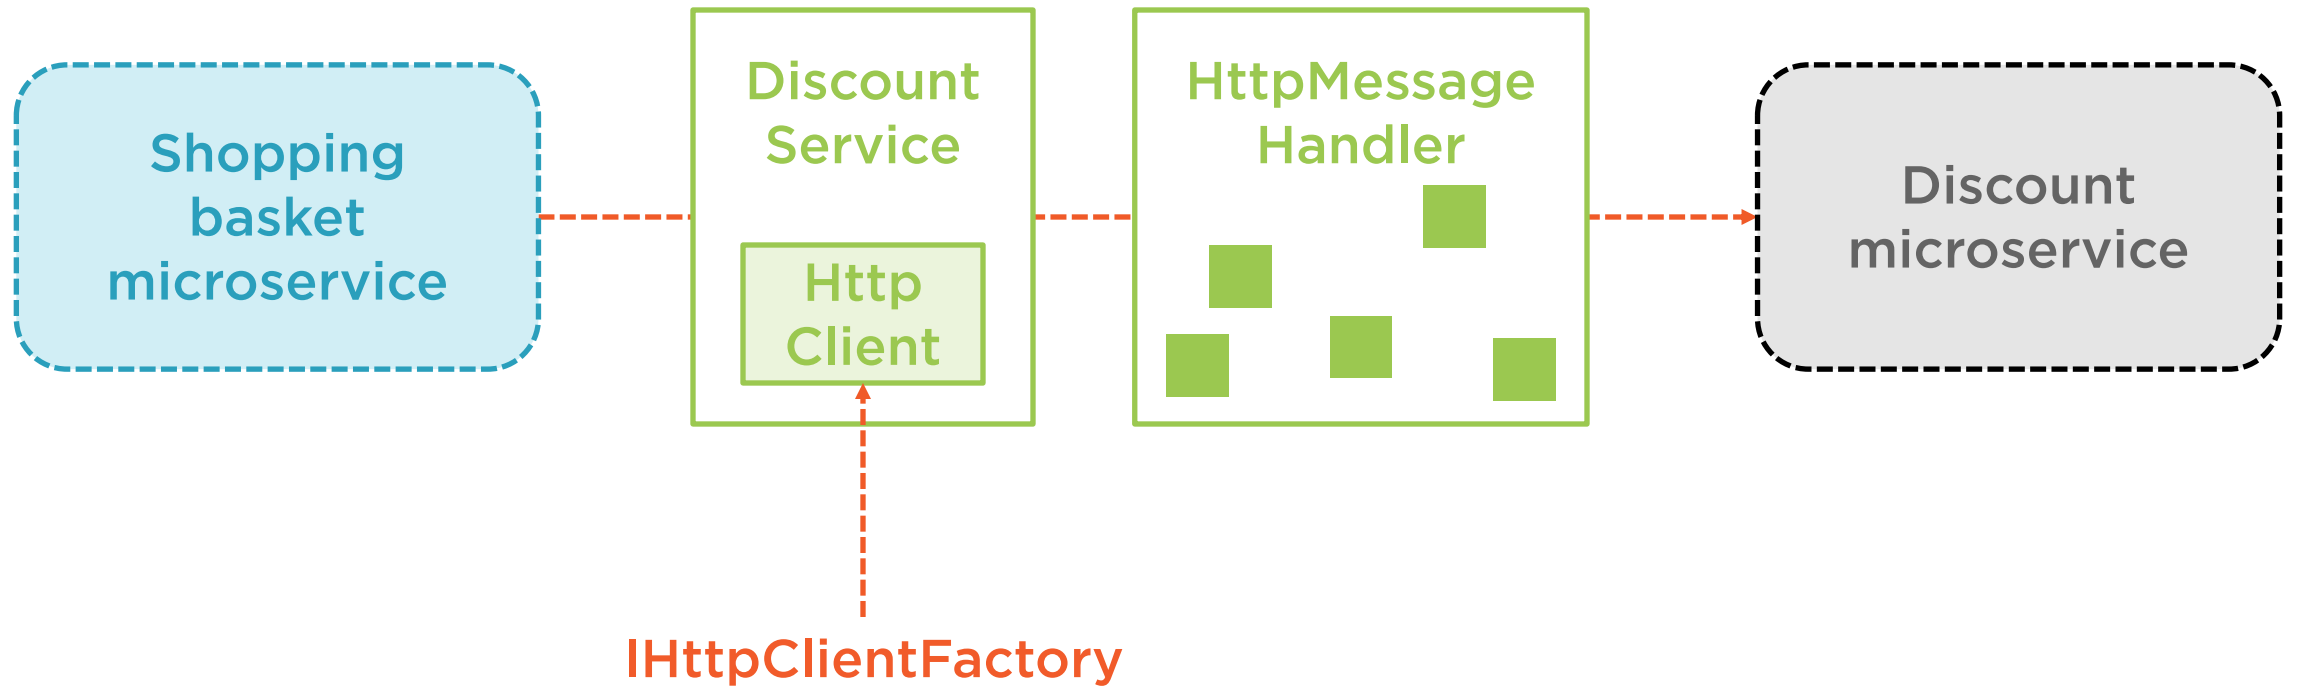 Shopping
basket
microservice
Discount
Service
Http
Client
HttpMessage
Handler
Discount
microservice
IHttpClientFactory